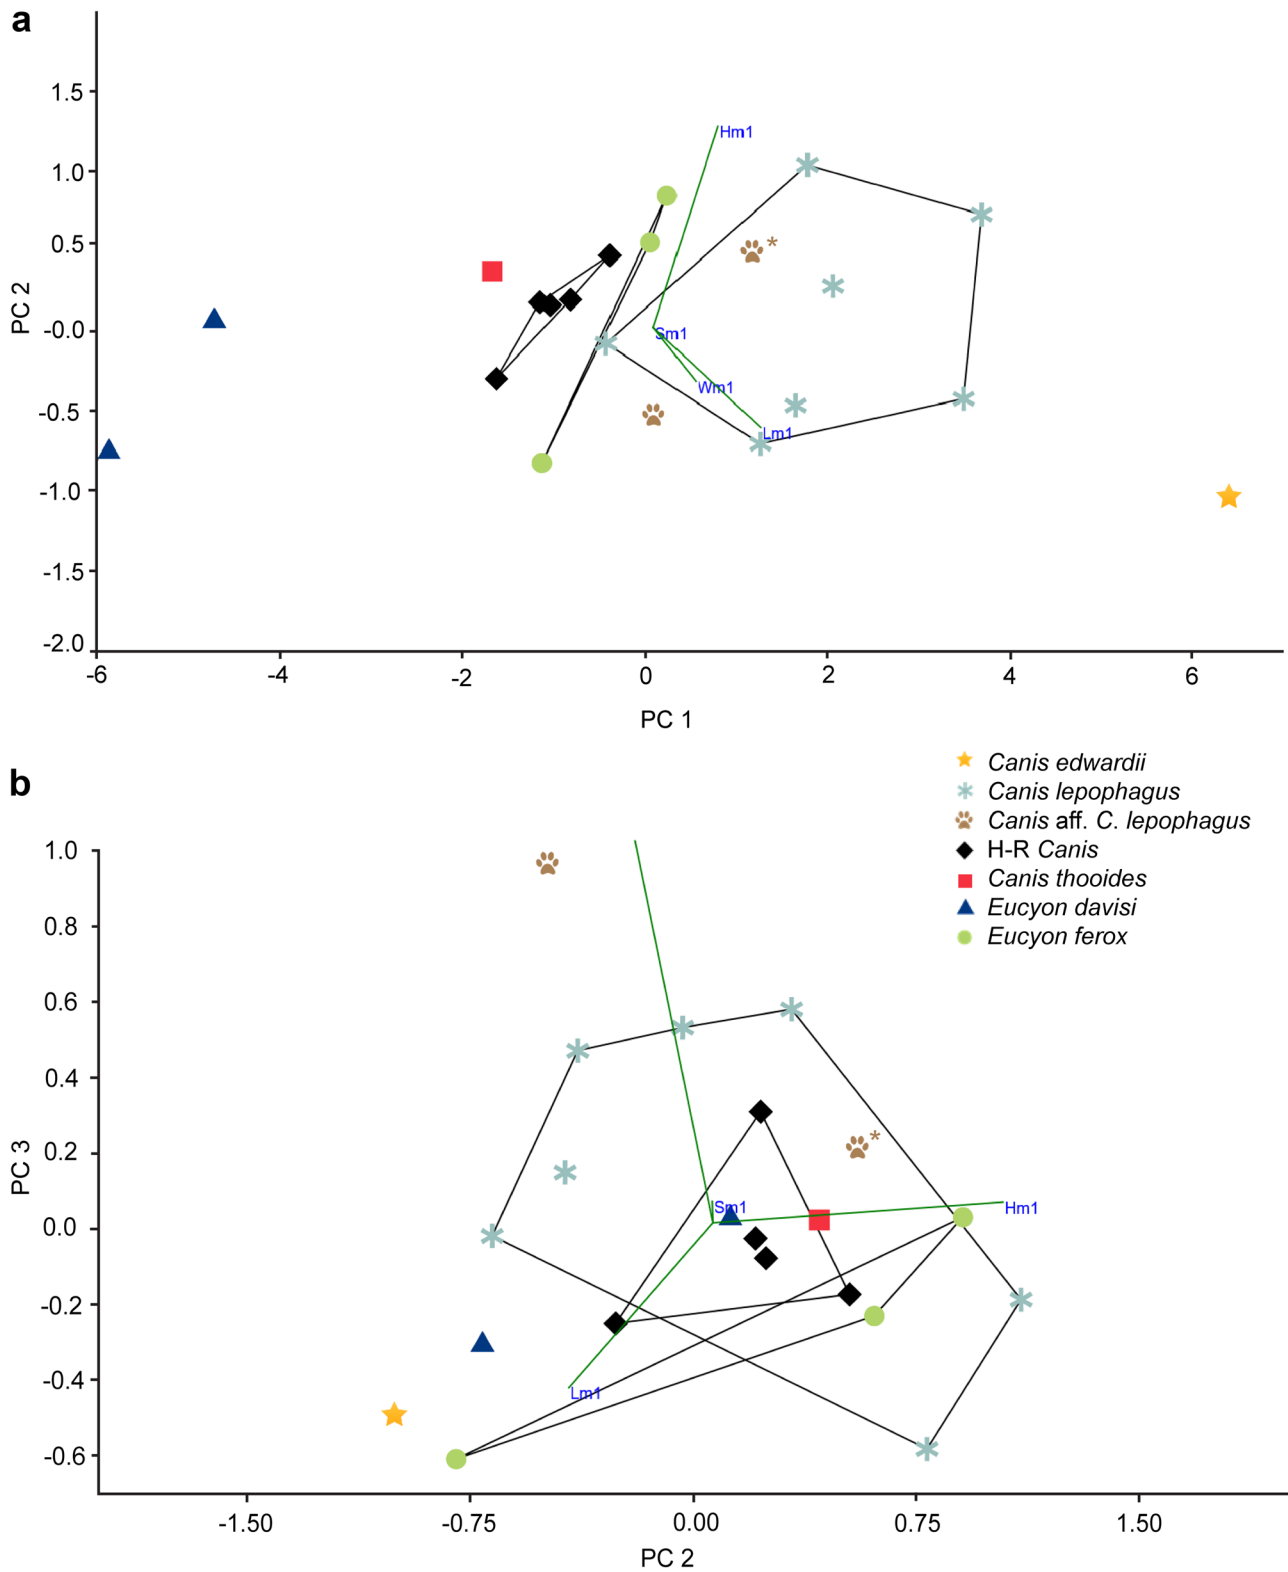 a
1.5
1.0
0.5
-0.0
-0.5
-1.0
-1.5
-2.0
PC 2
Hm1
*
Sm1
Wm1
Lm1
-6 -4 -2 0 2 4 6
PC 1
b
Canis edwardii
Canis lepophagus
Canis aff. C. lepophagus
H-R Canis
Canis thooides
Eucyon davisi
Eucyon ferox
1.0
0.8
0.6
0.4
0.2
0.0
-0.2
-0.4
-0.6
PC 3
*
Sm1
Hm1
Lm1
-1.50 -0.75 0.00 0.75 1.50
PC 2